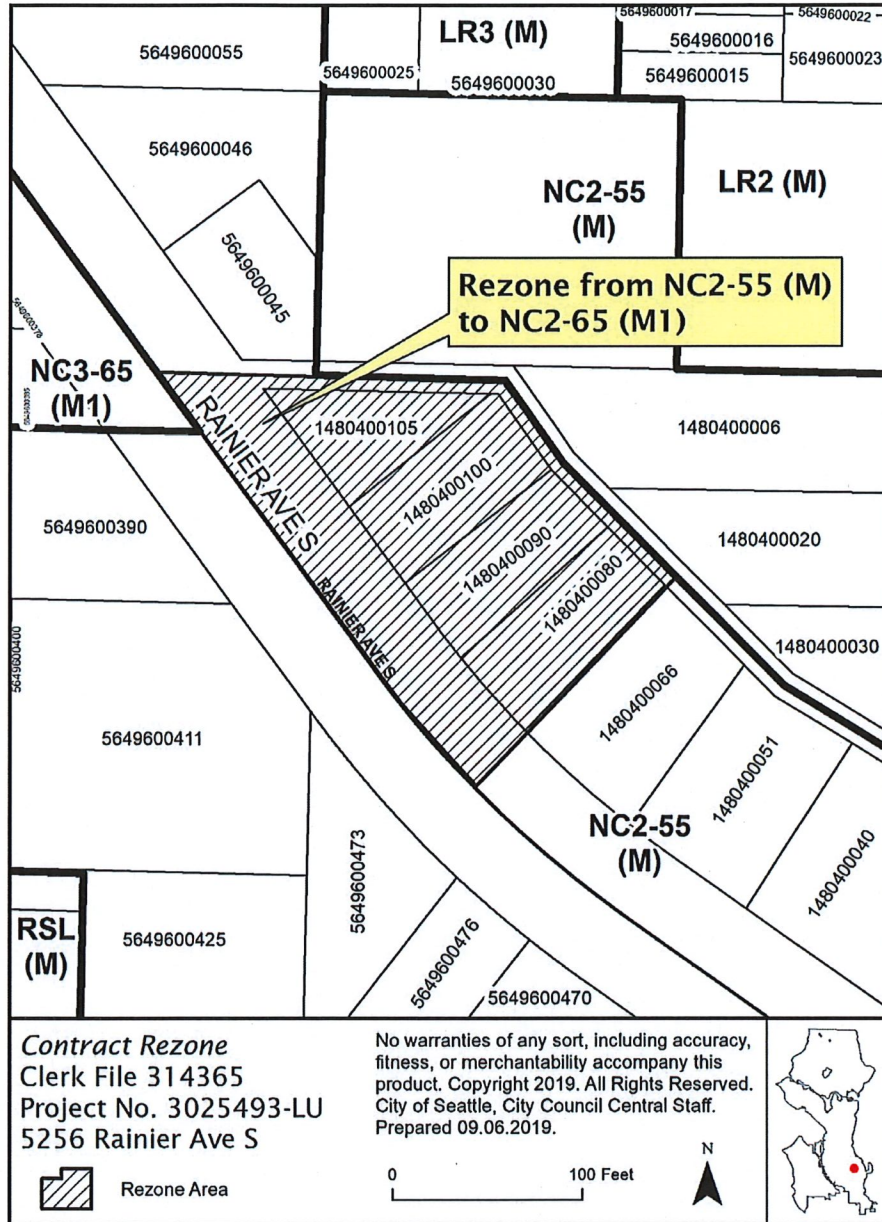 5649600017
5649600022
LR3 (M)
5649600055
5649600016
5649600023
5649600025
5649600030
5649600015
5649600046
NC2-55
(M)
LR2 (M)
5649600045
Rezone from NC2-55 (M)
to NC2-65 (M1)
5649600378
NC3-65
(M1)
RAINIER AVE S
1480400105
1480400006
1480400100
5649600390
1480400090
1480400020
1480400080
RAINIER AVE S
5649600400
1480400030
1480400066
5649600411
1480400051
NC2-55
(M)
1480400040
5649600473
RSL
(M)
5649600425
5649600476
5649600470
Contract Rezone
Clerk File 314365
Project No. 3025493-LU
5256 Rainier Ave S
Rezone Area
No warranties of any sort, including accuracy,
fitness, or merchantability accompany this
product. Copyright 2019. All Rights Reserved.
City of Seattle, City Council Central Staff.
Prepared 09.06.2019.
0
100 Feet
N